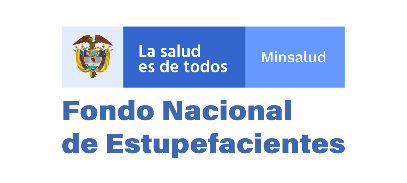 La salud
es de todos
Minsalud
Fondo Nacional
de Estupefacientes